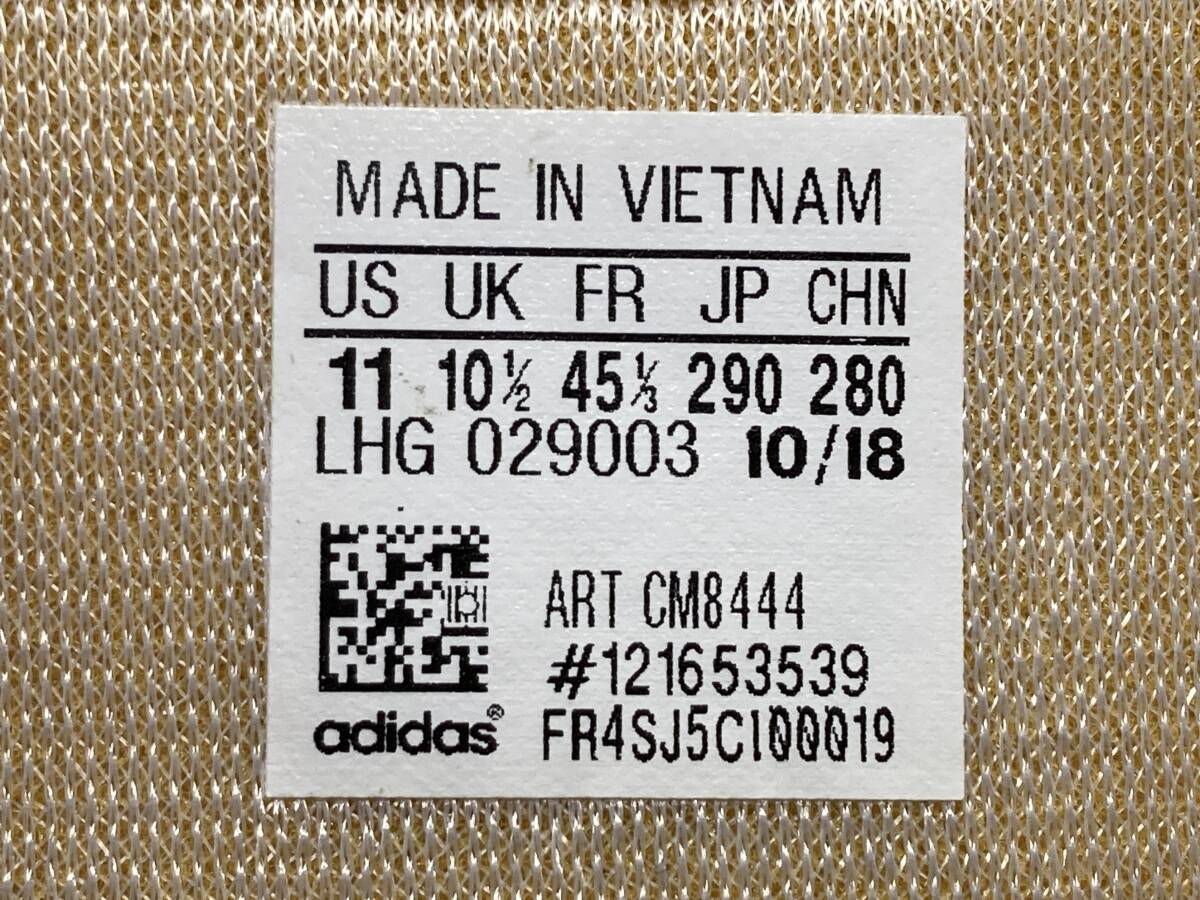 MADE IN VIETNAM
US UK FR JP CHN
11 10½ 45⅓ 290 280
LHG 029003 10/18
ART CM8444
#121653539
adidas® FR4SJ5CI00019